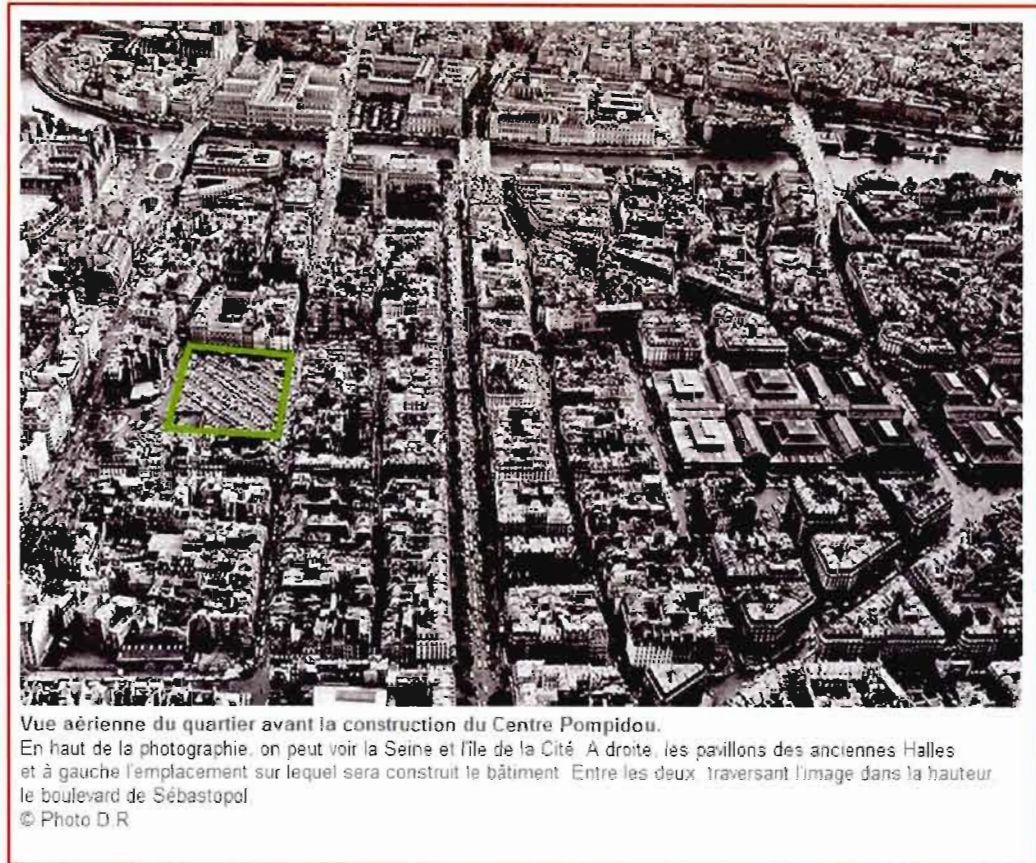 Vue aérienne du quartier avant la construction du Centre Pompidou.
En haut de la photographie, on peut voir la Seine et l'île de la Cité. A droite, les pavillons des anciennes Halles
et à gauche l'emplacement sur lequel sera construit le bâtiment. Entre les deux, traversant l'image dans la hauteur,
le boulevard de Sébastopol.
© Photo D.R.